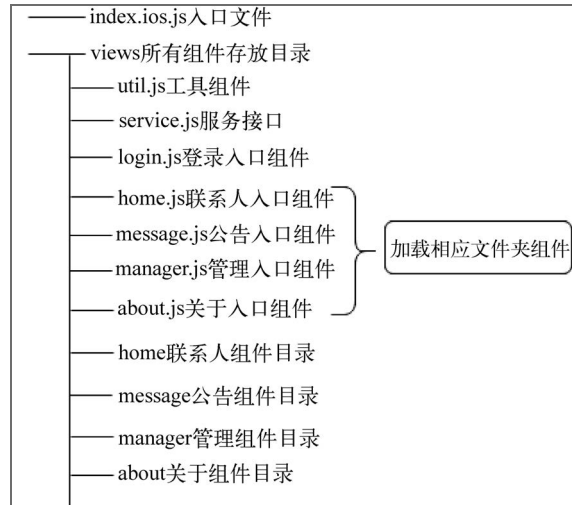 index.ios.js入口文件
views所有组件存放目录
util.js工具组件
service.js服务接口
login.js登录入口组件
home.js联系人入口组件
message.js公告入口组件
manager.js管理入口组件
about.js关于入口组件
加载相应文件夹组件
home联系人组件目录
message公告组件目录
manager管理组件目录
about关于组件目录